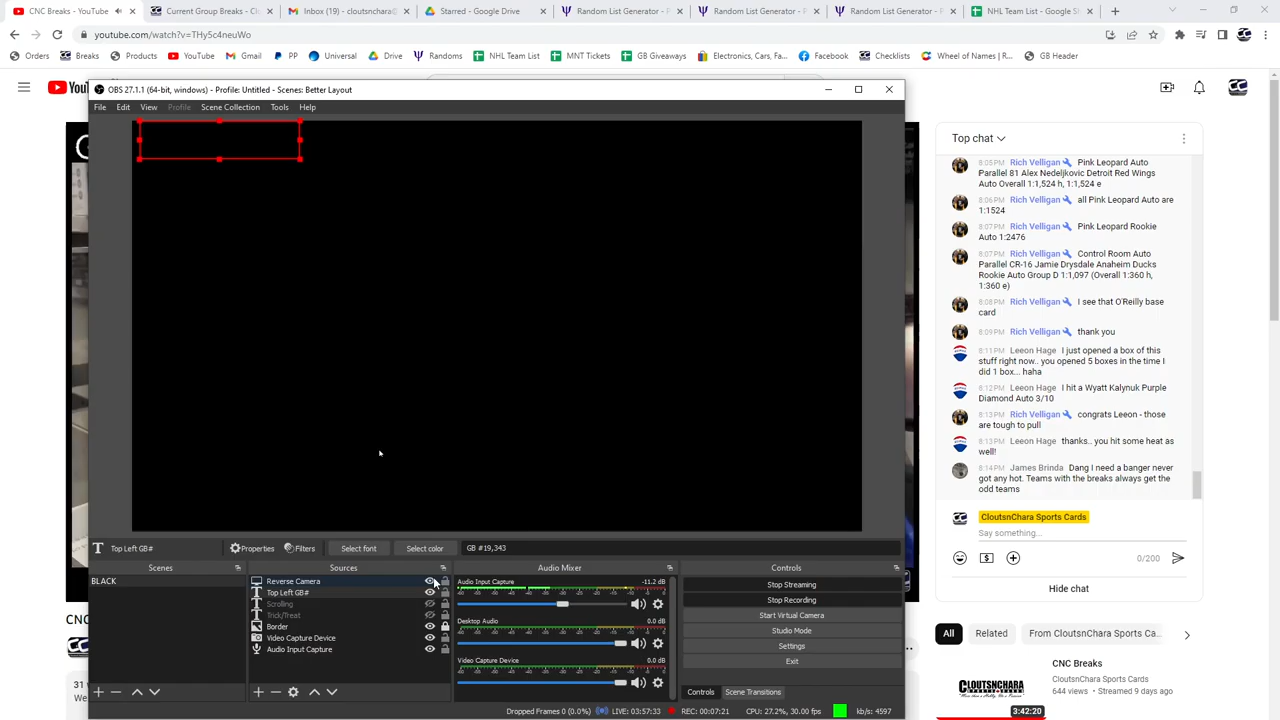 CNC Breaks - YouTube
Current Group Breaks - Cl
Inbox (19) - cloutsnchara@
Starred - Google Drive
Random List Generator - P
Random List Generator - P
Random List Generator - P
NHL Team List - Google S
youtube.com/watch?v=THy5c4neuWo
Orders
Breaks
Products
YouTube
Gmail
PP
Universal
Drive
Randoms
NHL Team List
MNT Tickets
GB Giveaways
Electronics, Cars, Fa...
Facebook
Checklists
Wheel of Names | R...
GB Header
OBS 27.1.1 (64-bit, windows) - Profile: Untitled - Scenes: Better Layout
File
Edit
View
Profile
Scene Collection
Tools
Help
Top Left GB#
Properties
Filters
Select font
Select color
GB #19,343
Scenes
BLACK
Sources
Reverse Camera
Top Left GB#
Scrolling
Trick/Treat
Border
Video Capture Device
Audio Input Capture
Audio Mixer
Audio Input Capture
-11.2 dB
Desktop Audio
0.0 dB
Video Capture Device
0.0 dB
Controls
Stop Streaming
Stop Recording
Start Virtual Camera
Studio Mode
Settings
Exit
Controls
Scene Transitions
Dropped Frames 0 (0.0%)
LIVE: 03:57:33
REC: 00:07:21
CPU: 27.2%, 30.00 fps
kb/s: 4597
Top chat
8:05 PM Rich Velligan Pink Leopard Auto
Parallel 81 Alex Nedeljkovic Detroit Red Wings
Auto Overall 1:1,524 h, 1:1,524 e
8:06 PM Rich Velligan all Pink Leopard Auto are
1:1524
8:07 PM Rich Velligan Pink Leopard Rookie
Auto 1:2476
8:07 PM Rich Velligan Control Room Auto
Parallel CR-16 Jamie Drysdale Anaheim Ducks
Rookie Auto Group D 1:1,097 (Overall 1:360 h,
1:360 e)
8:08 PM Rich Velligan I see that O'Reilly base
card
8:09 PM Rich Velligan thank you
8:11 PM Leeon Hage I just opened a box of this
stuff right now.. you opened 5 boxes in the time I
did 1 box... haha
8:12 PM Leeon Hage I hit a Wyatt Kalynuk Purple
Diamond Auto 3/10
8:13 PM Rich Velligan congrats Leeon - those
are tough to pull
8:13 PM Leeon Hage thanks.. you hit some heat as
well!
8:14 PM James Brinda Dang I need a banger never
got any hot. Teams with the breaks always get the
odd teams
CloutsnChara Sports Cards
Say something...
0/200
Hide chat
All
Related
From CloutsnChara Sports Ca...
CNC Breaks
CloutsnChara Sports Cards
644 views • Streamed 9 days ago
CLOUTSNCHARA
3:42:20